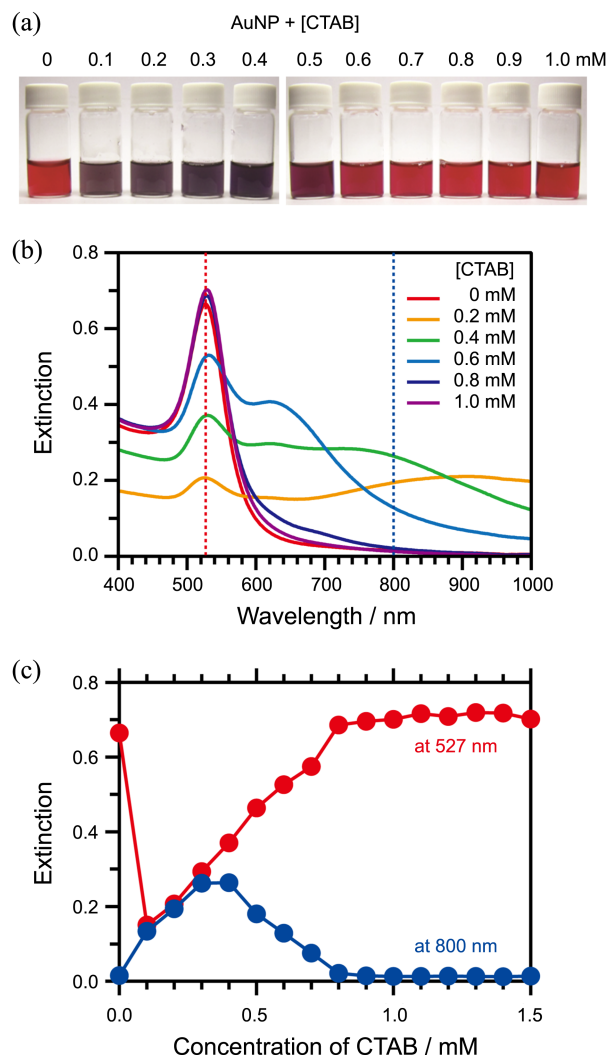 (a)
AuNP + [CTAB]
0 0.1 0.2 0.3 0.4 0.5 0.6 0.7 0.8 0.9 1.0 mM
(b)
0.8
0.6
0.4
0.2
0.0
Extinction
[CTAB]
0 mM
0.2 mM
0.4 mM
0.6 mM
0.8 mM
1.0 mM
400 500 600 700 800 900 1000
Wavelength / nm
(c)
0.8
0.6
0.4
0.2
0.0
Extinction
at 527 nm
at 800 nm
0.0 0.5 1.0 1.5
Concentration of CTAB / mM